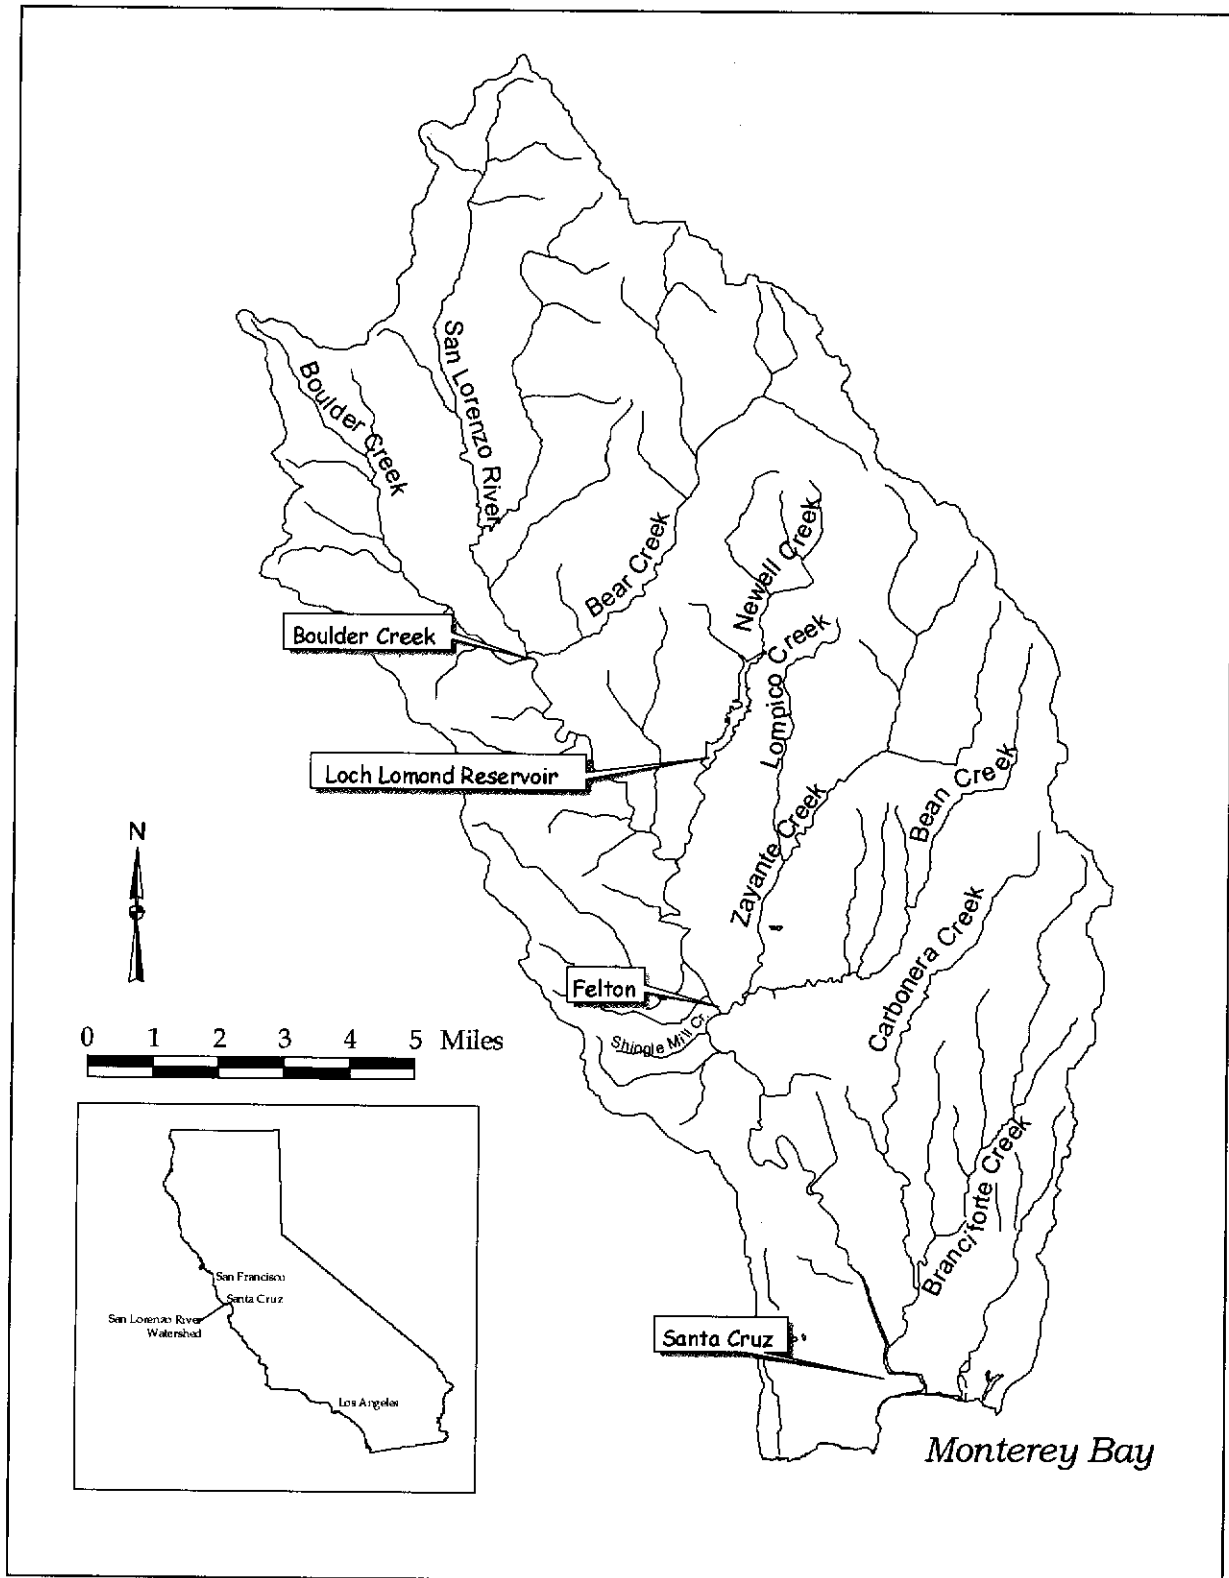 San Lorenzo River
Boulder Creek
Bear Creek
Newell Creek
Lompico Creek
Boulder Creek
Loch Lomond Reservoir
Zayante Creek
Bean Creek
Carbonera Creek
N
Felton
Shingle Mill Cr.
0 1 2 3 4 5 Miles
Branciforte Creek
San Francisco
Santa Cruz
San Lorenzo River
Watershed
Los Angeles
Santa Cruz
Monterey Bay